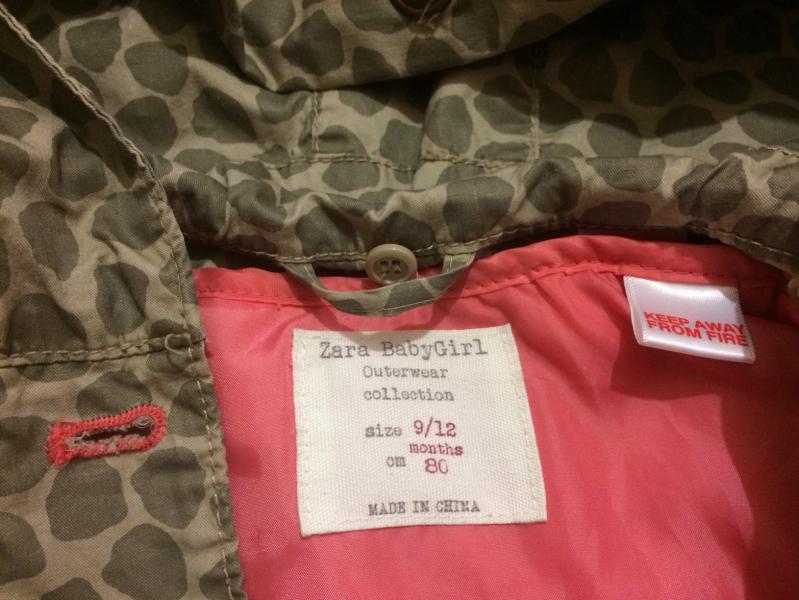 Zara BabyGirl
Outerwear
collection
size 9/12
months
cm 80
MADE IN CHINA
KEEP AWAY
FROM FIRE